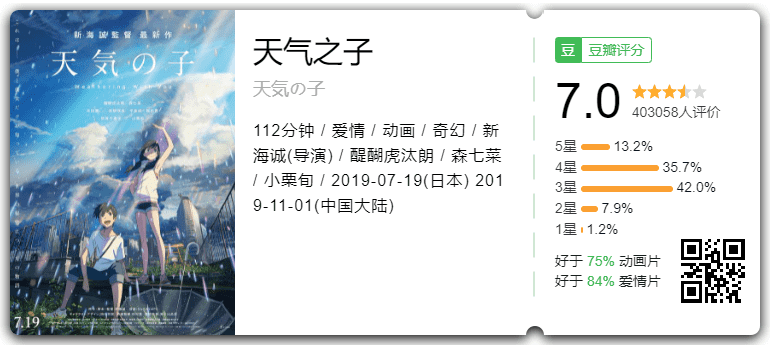 新海誠監督 最新作
天気の子
Weathering with You
7.19
天气之子
天気の子
112分钟 / 爱情 / 动画 / 奇幻 / 新
海诚(导演) / 醍醐虎汰朗 / 森七菜
/ 小栗旬 / 2019-07-19(日本) 201
9-11-01(中国大陆)
豆 豆瓣评分
7.0
403058人评价
5星 13.2%
4星 35.7%
3星 42.0%
2星 7.9%
1星 1.2%
好于 75% 动画片
好于 84% 爱情片